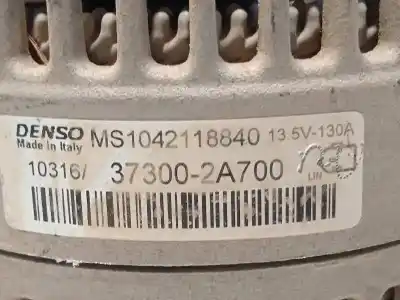 DENSO MS1042118840 13.5V-130A
Made in Italy
10316/ 37300-2A700
LIN